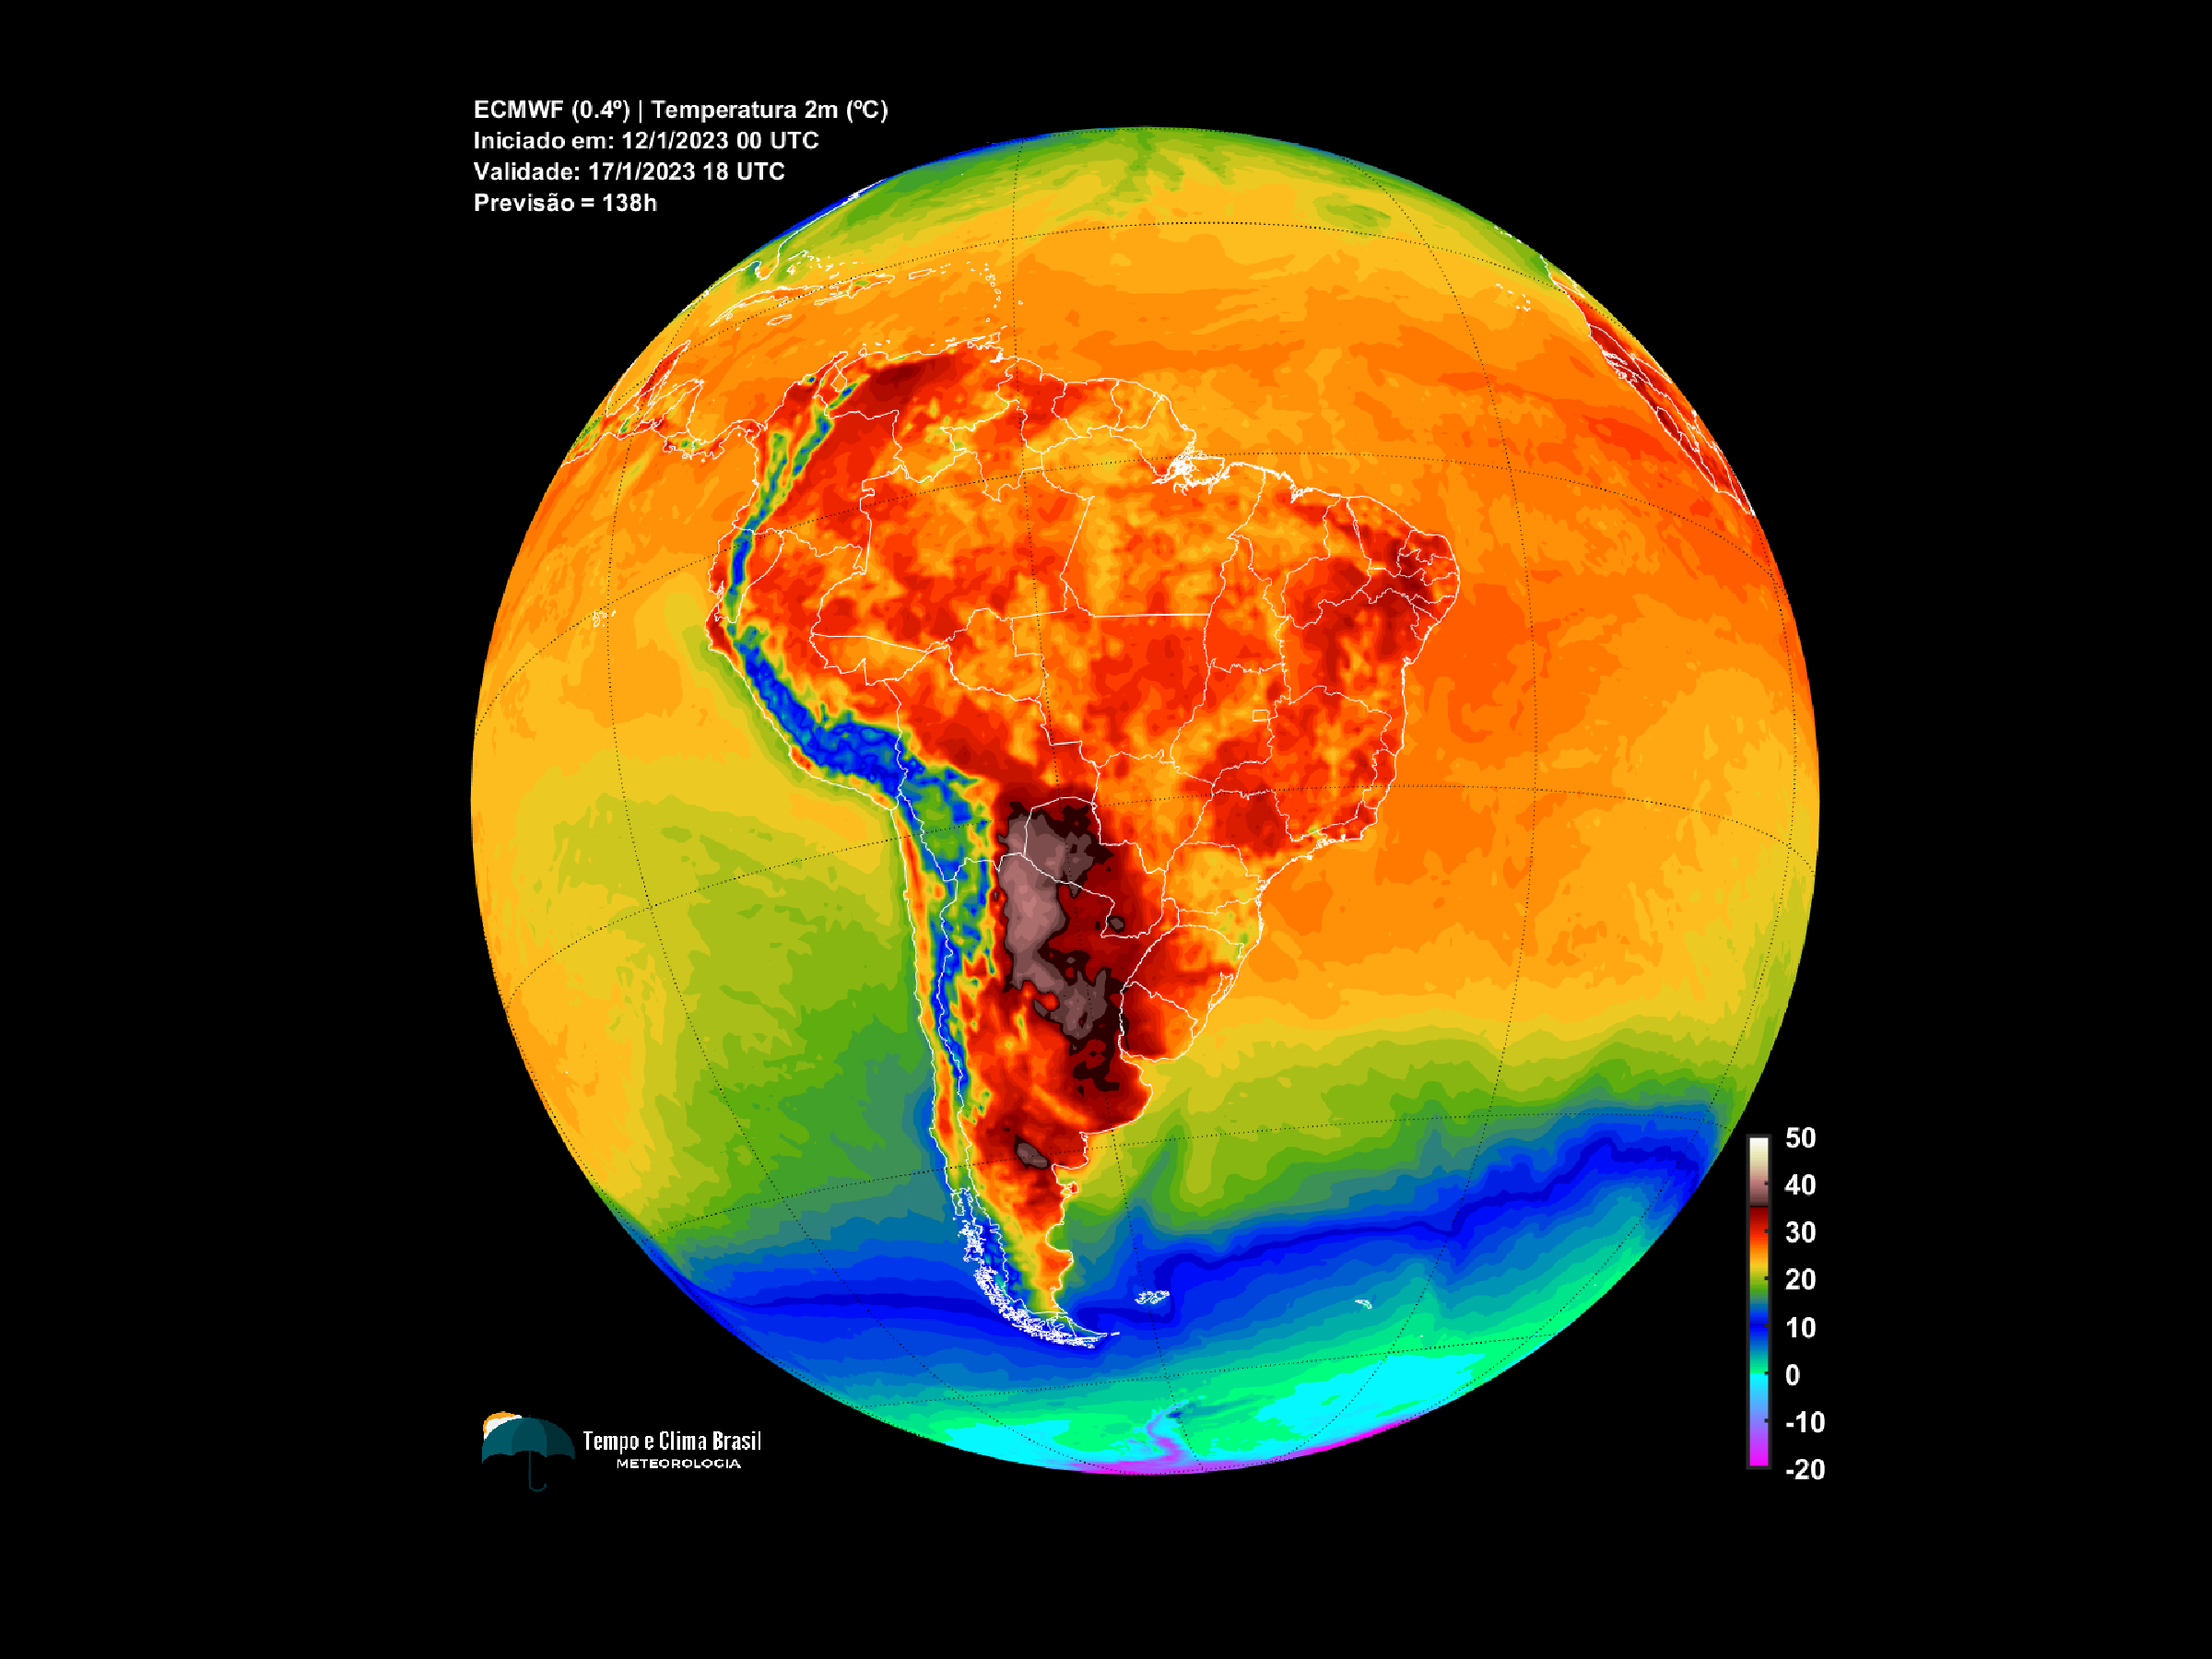 ECMWF (0.4º) | Temperatura 2m (ºC)
Iniciado em: 12/1/2023 00 UTC
Validade: 17/1/2023 18 UTC
Previsão = 138h
50
40
30
20
10
0
-10
-20
Tempo e Clima Brasil
METEOROLOGIA